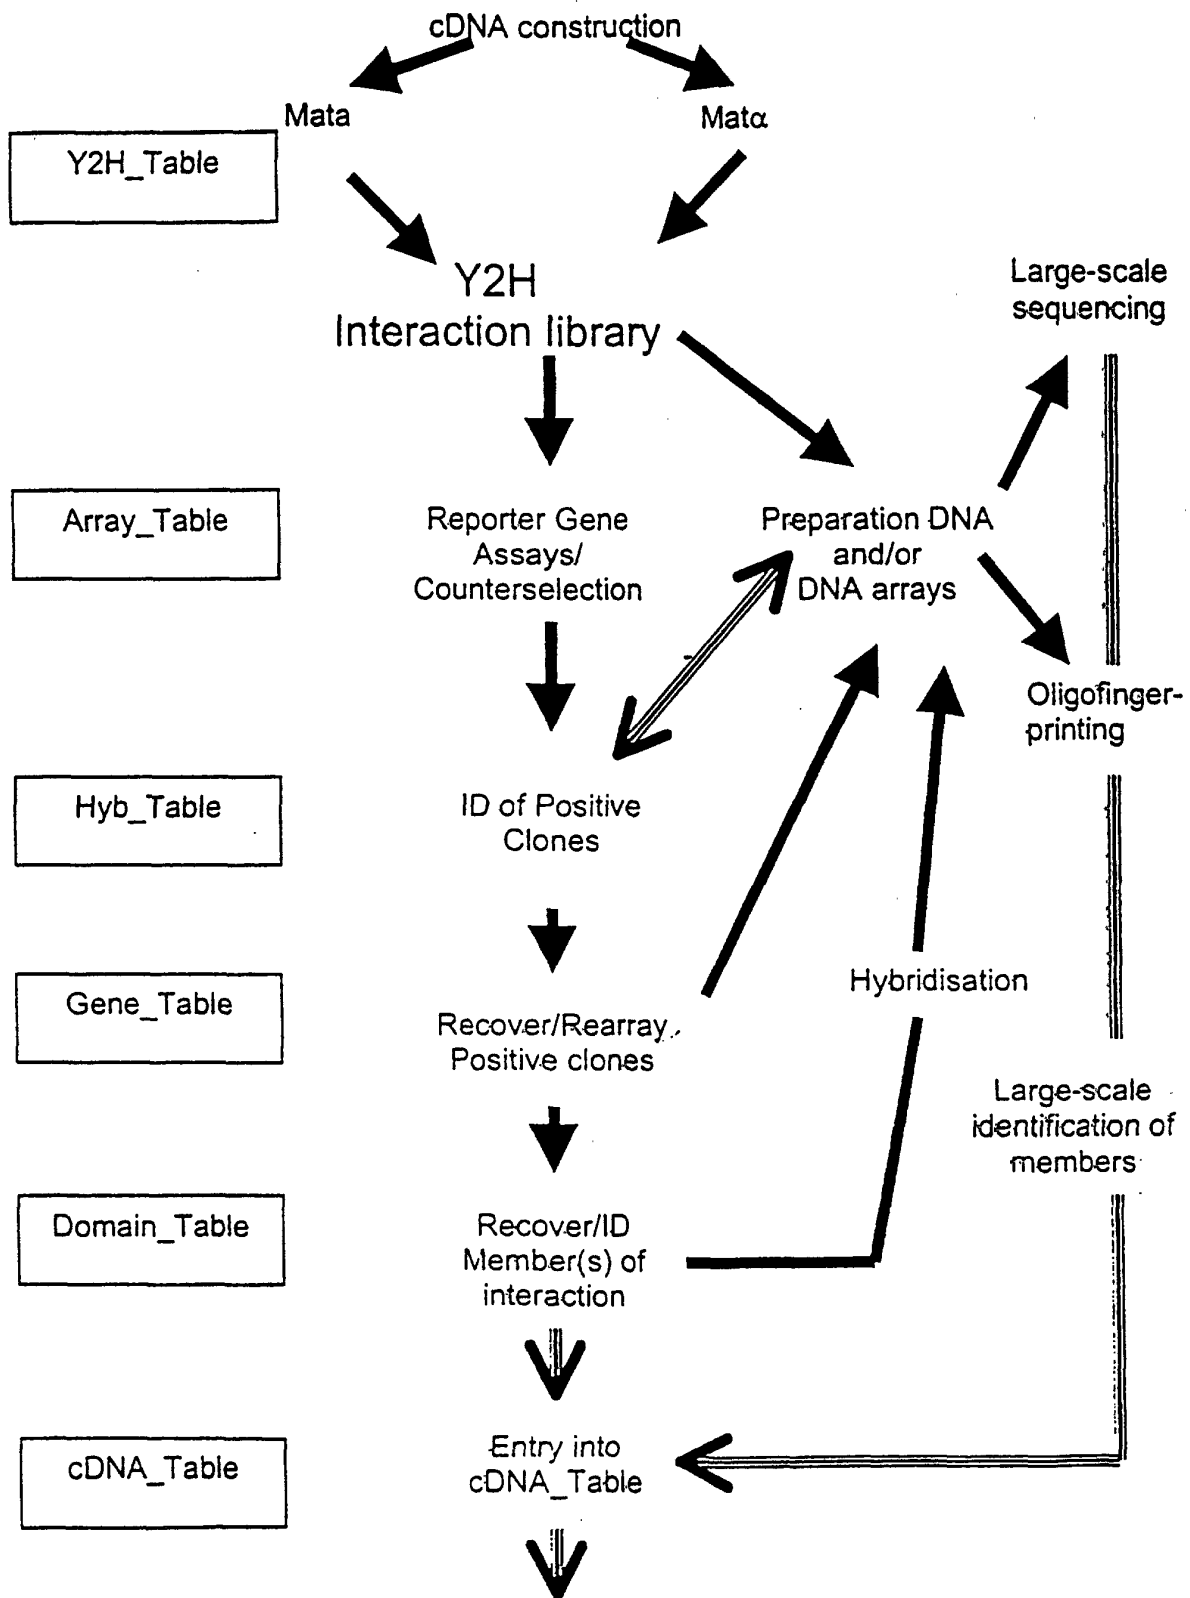 cDNA construction
Mata
Matα
Y2H_Table
Y2H
Interaction library
Large-scale
sequencing
Array_Table
Reporter Gene
Assays/
Counterselection
Preparation DNA
and/or
DNA arrays
Oligofinger-
printing
Hyb_Table
ID of Positive
Clones
Hybridisation
Gene_Table
Recover/Rearray
Positive clones
Large-scale
identification of
members
Domain_Table
Recover/ID
Member(s) of
interaction
cDNA_Table
Entry into
cDNA_Table